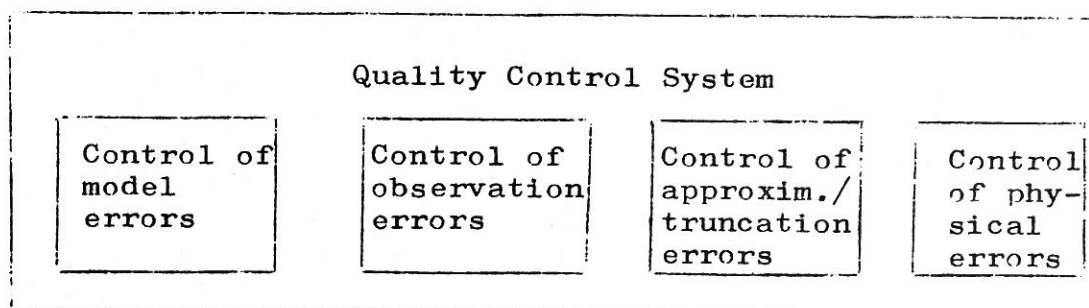 Quality Control System
Control of
model
errors
Control of
observation
errors
Control of
approxim./
truncation
errors
Control
of phy-
sical
errors